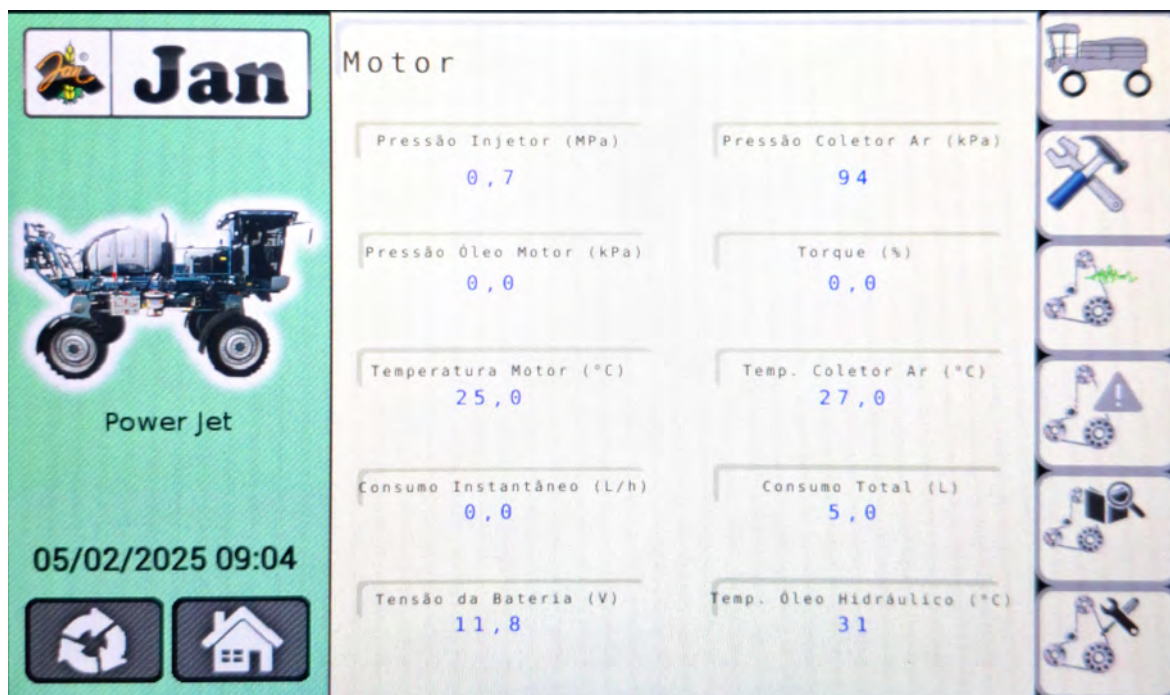 Jan
Jan
Power Jet
05/02/2025 09:04
Motor
Pressão Injetor (MPa)
0,7
Pressão Coletor Ar (kPa)
94
Pressão Óleo Motor (kPa)
0,0
Torque (%)
0,0
Temperatura Motor (°C)
25,0
Temp. Coletor Ar (°C)
27,0
Consumo Instantâneo (L/h)
0,0
Consumo Total (L)
5,0
Tensão da Bateria (V)
11,8
Temp. Óleo Hidráulico (°C)
31